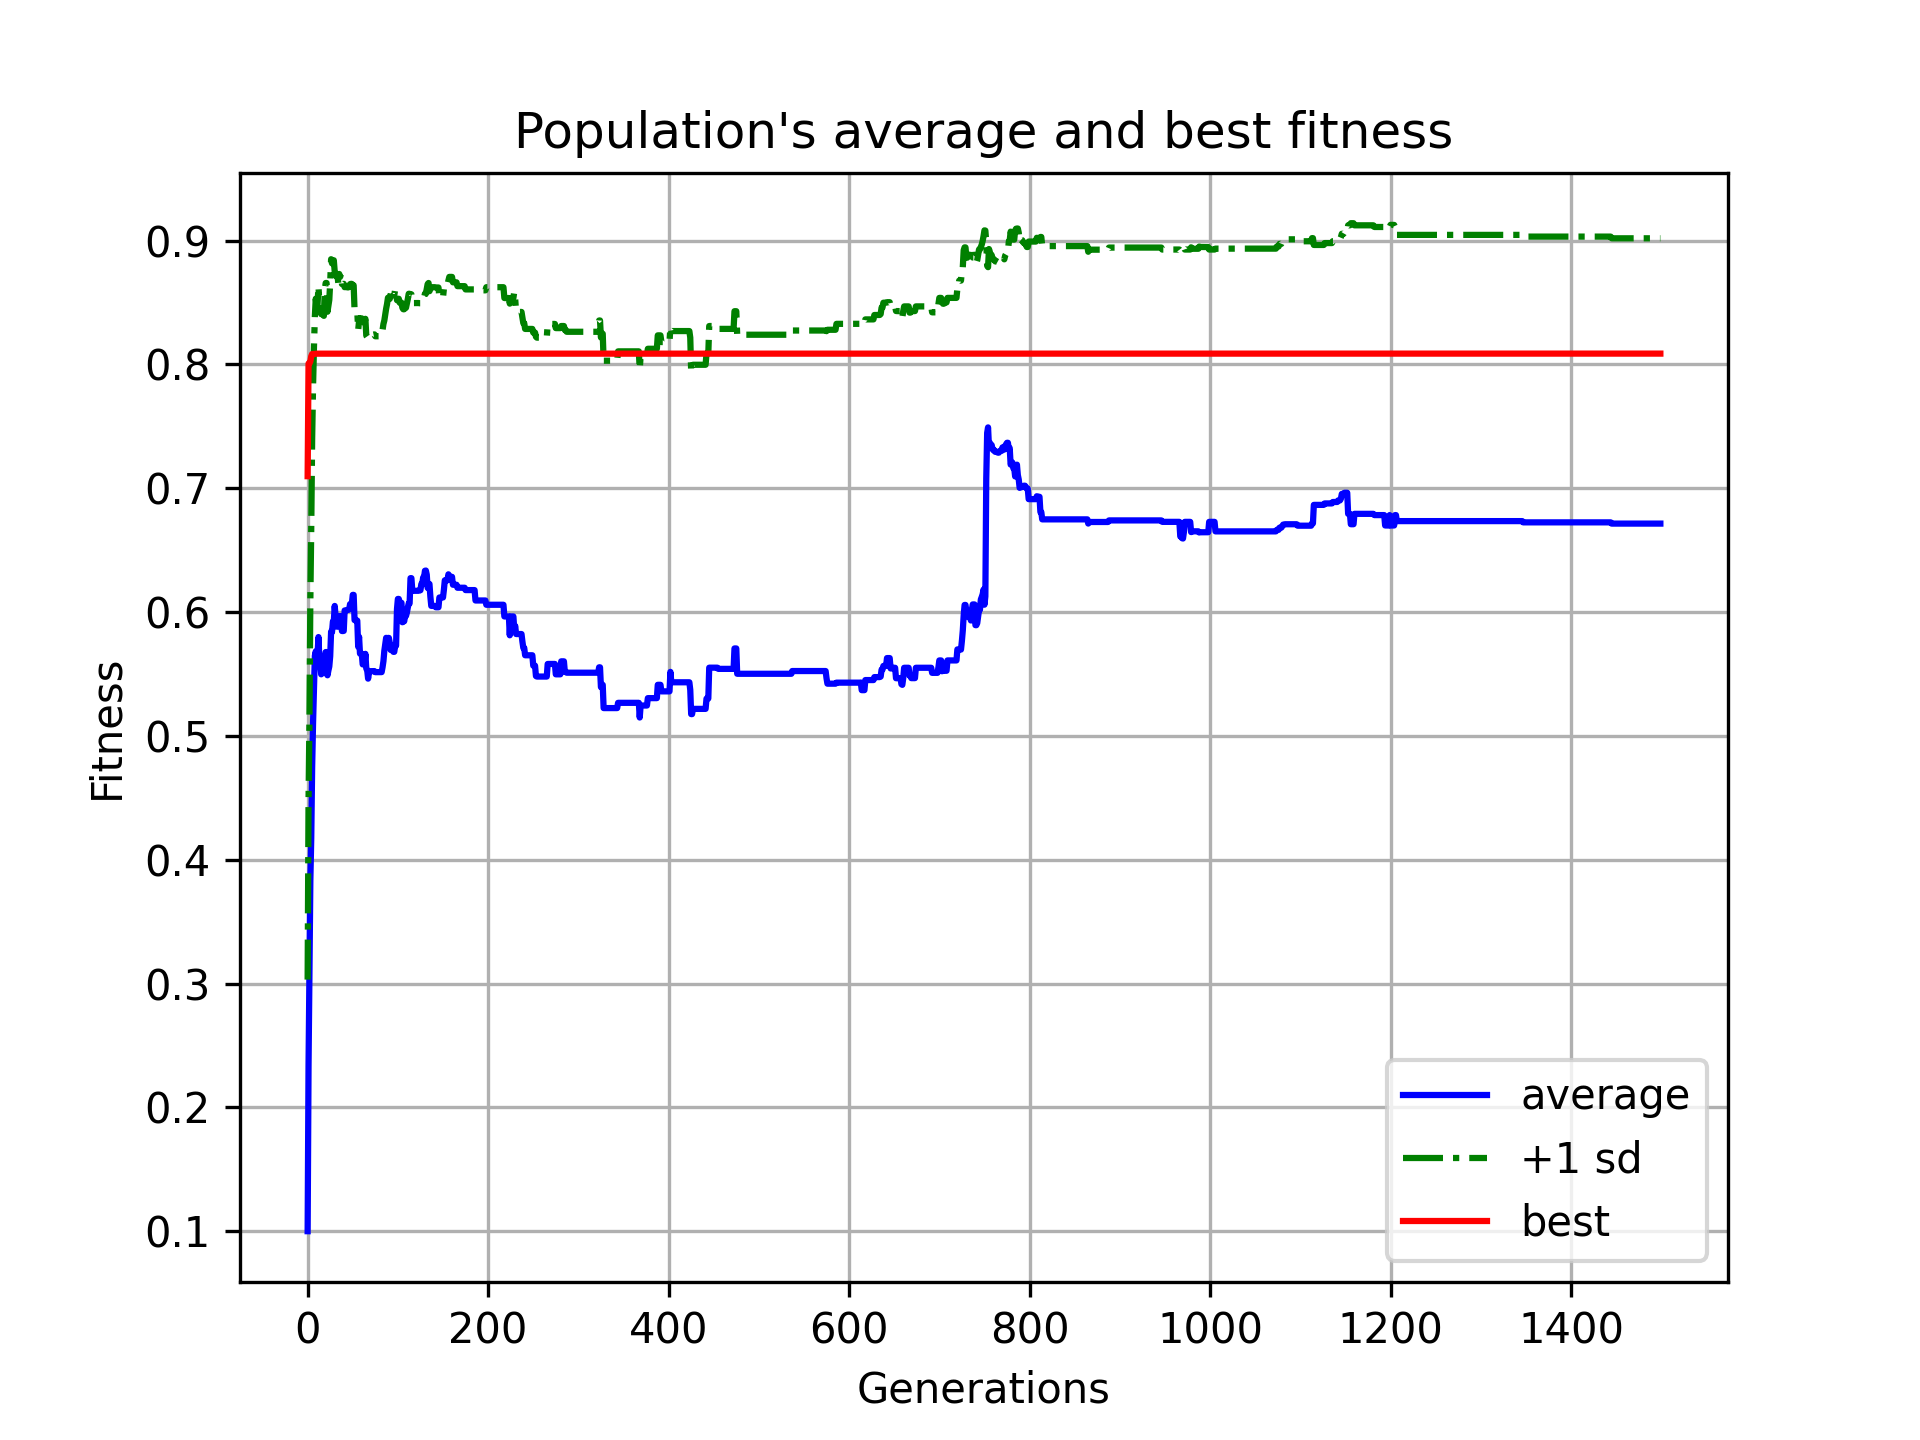 Population's average and best fitness
0.9
0.8
0.7
0.6
0.5
0.4
0.3
0.2
0.1
Fitness
0 200 400 600 800 1000 1200 1400
Generations
average
+1 sd
best